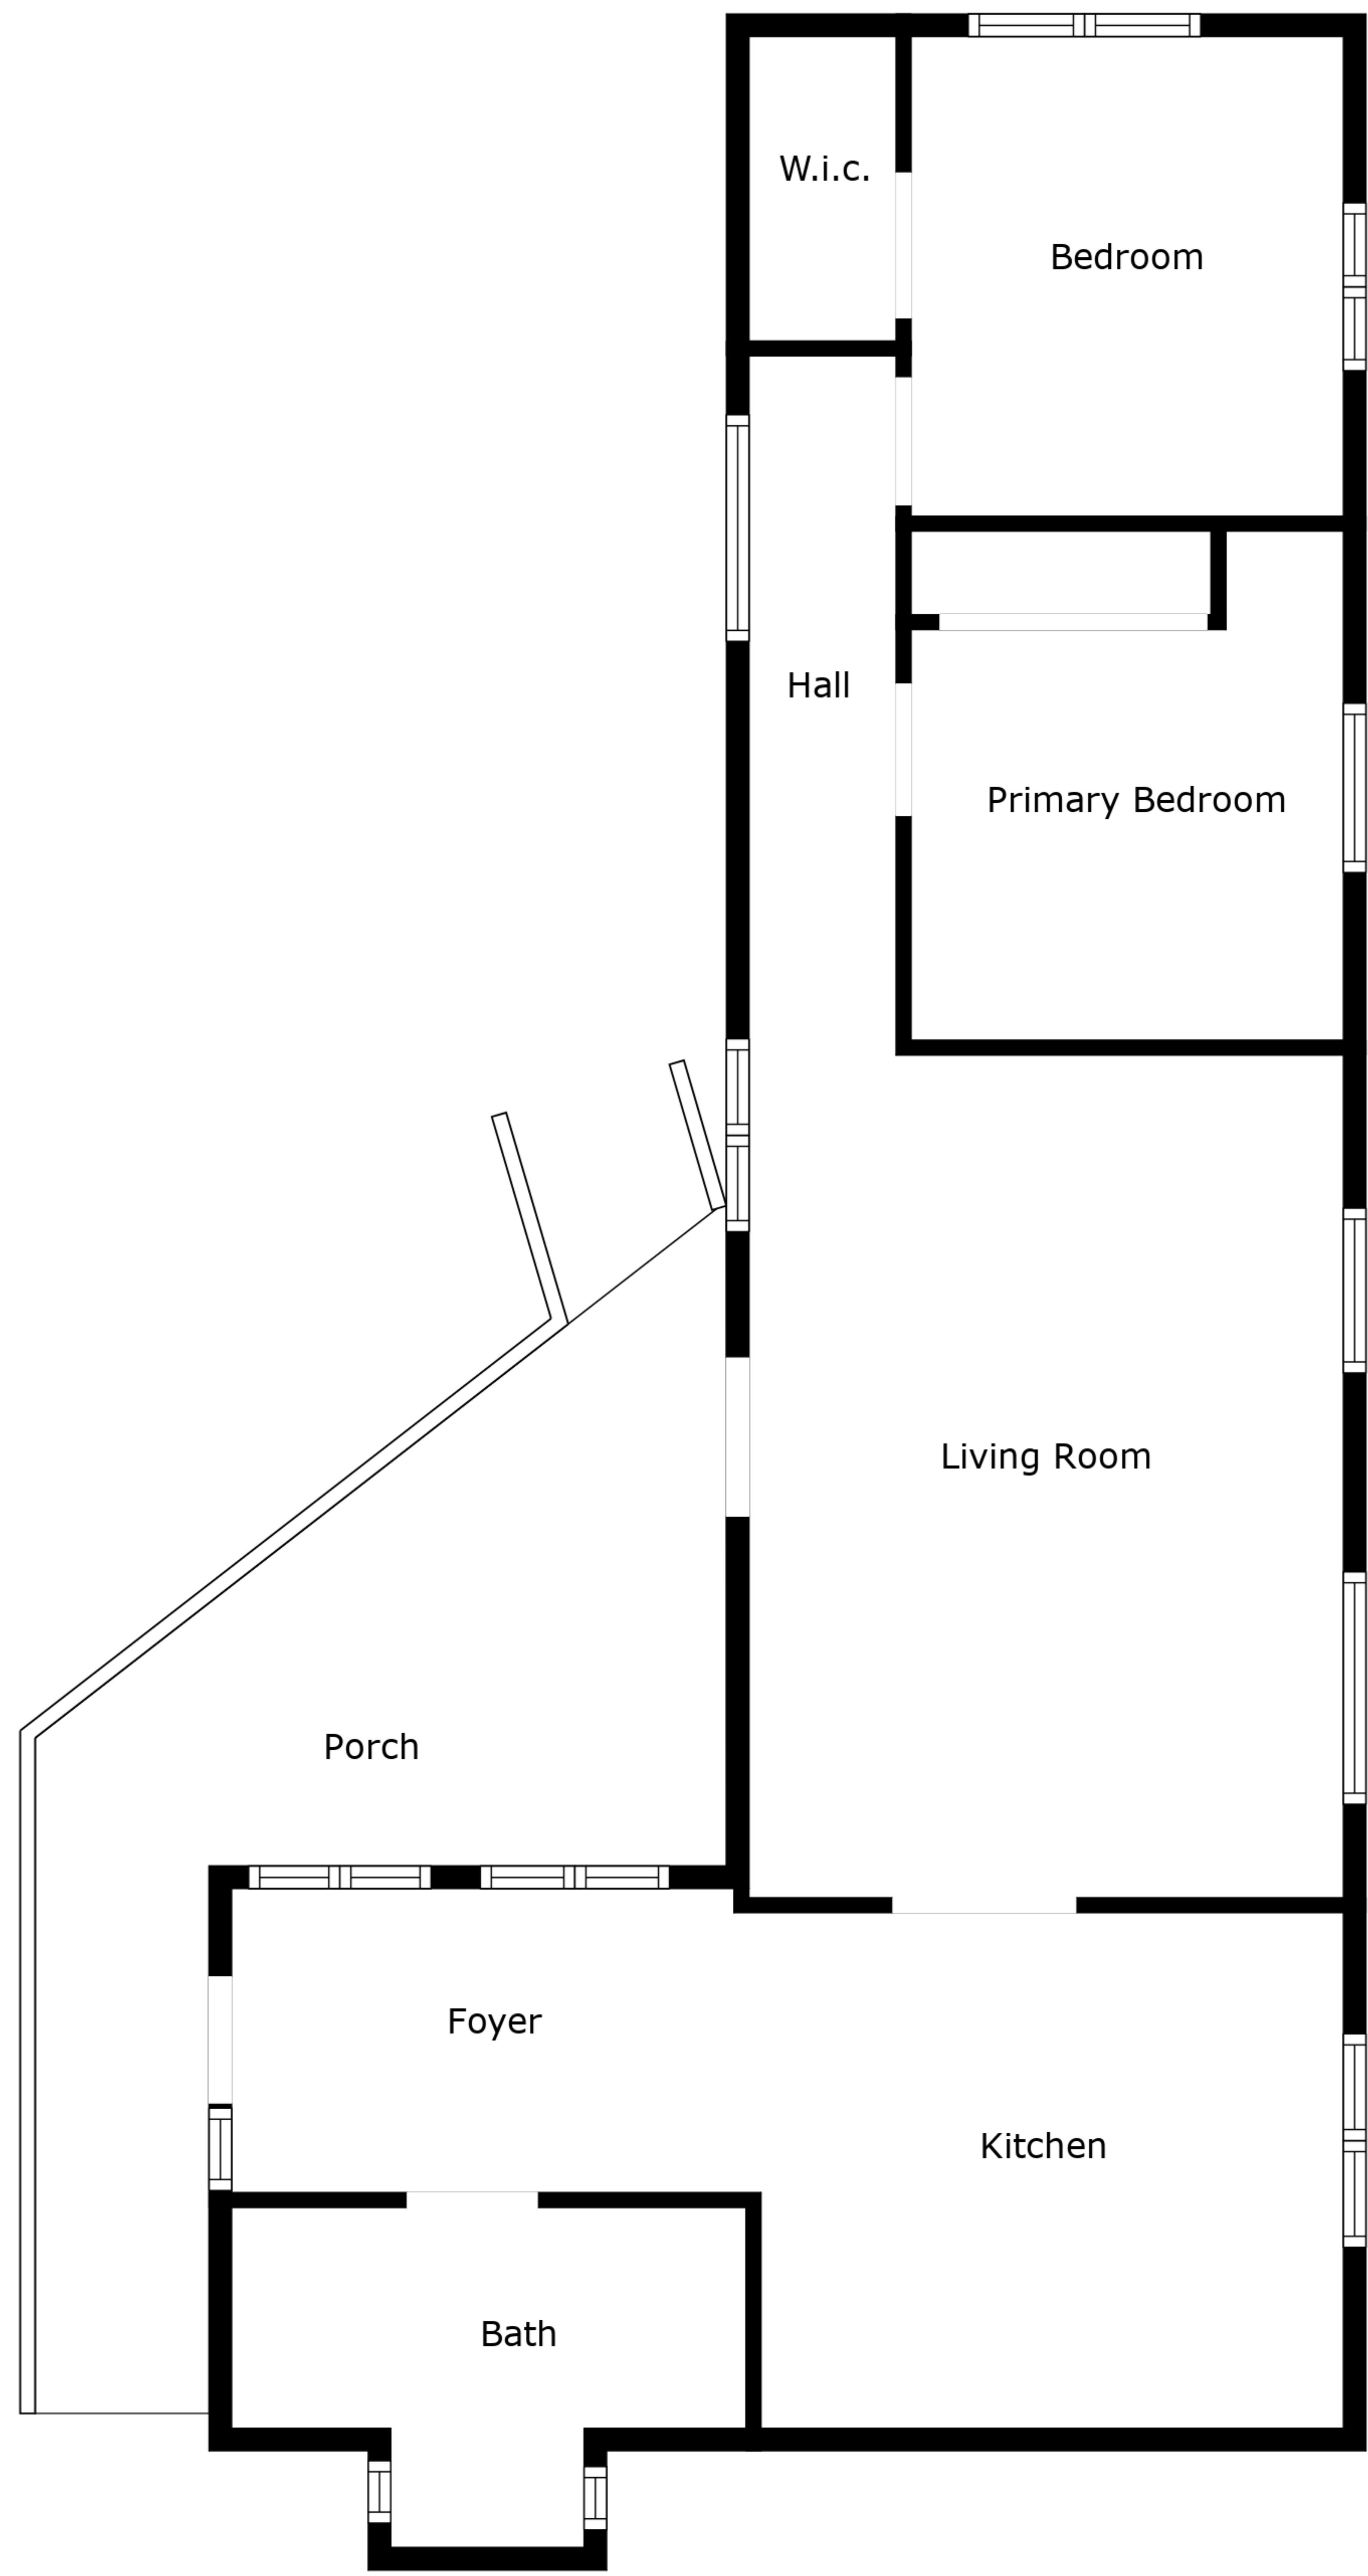 W.i.c.
Bedroom
Hall
Primary Bedroom
Living Room
Porch
Foyer
Kitchen
Bath